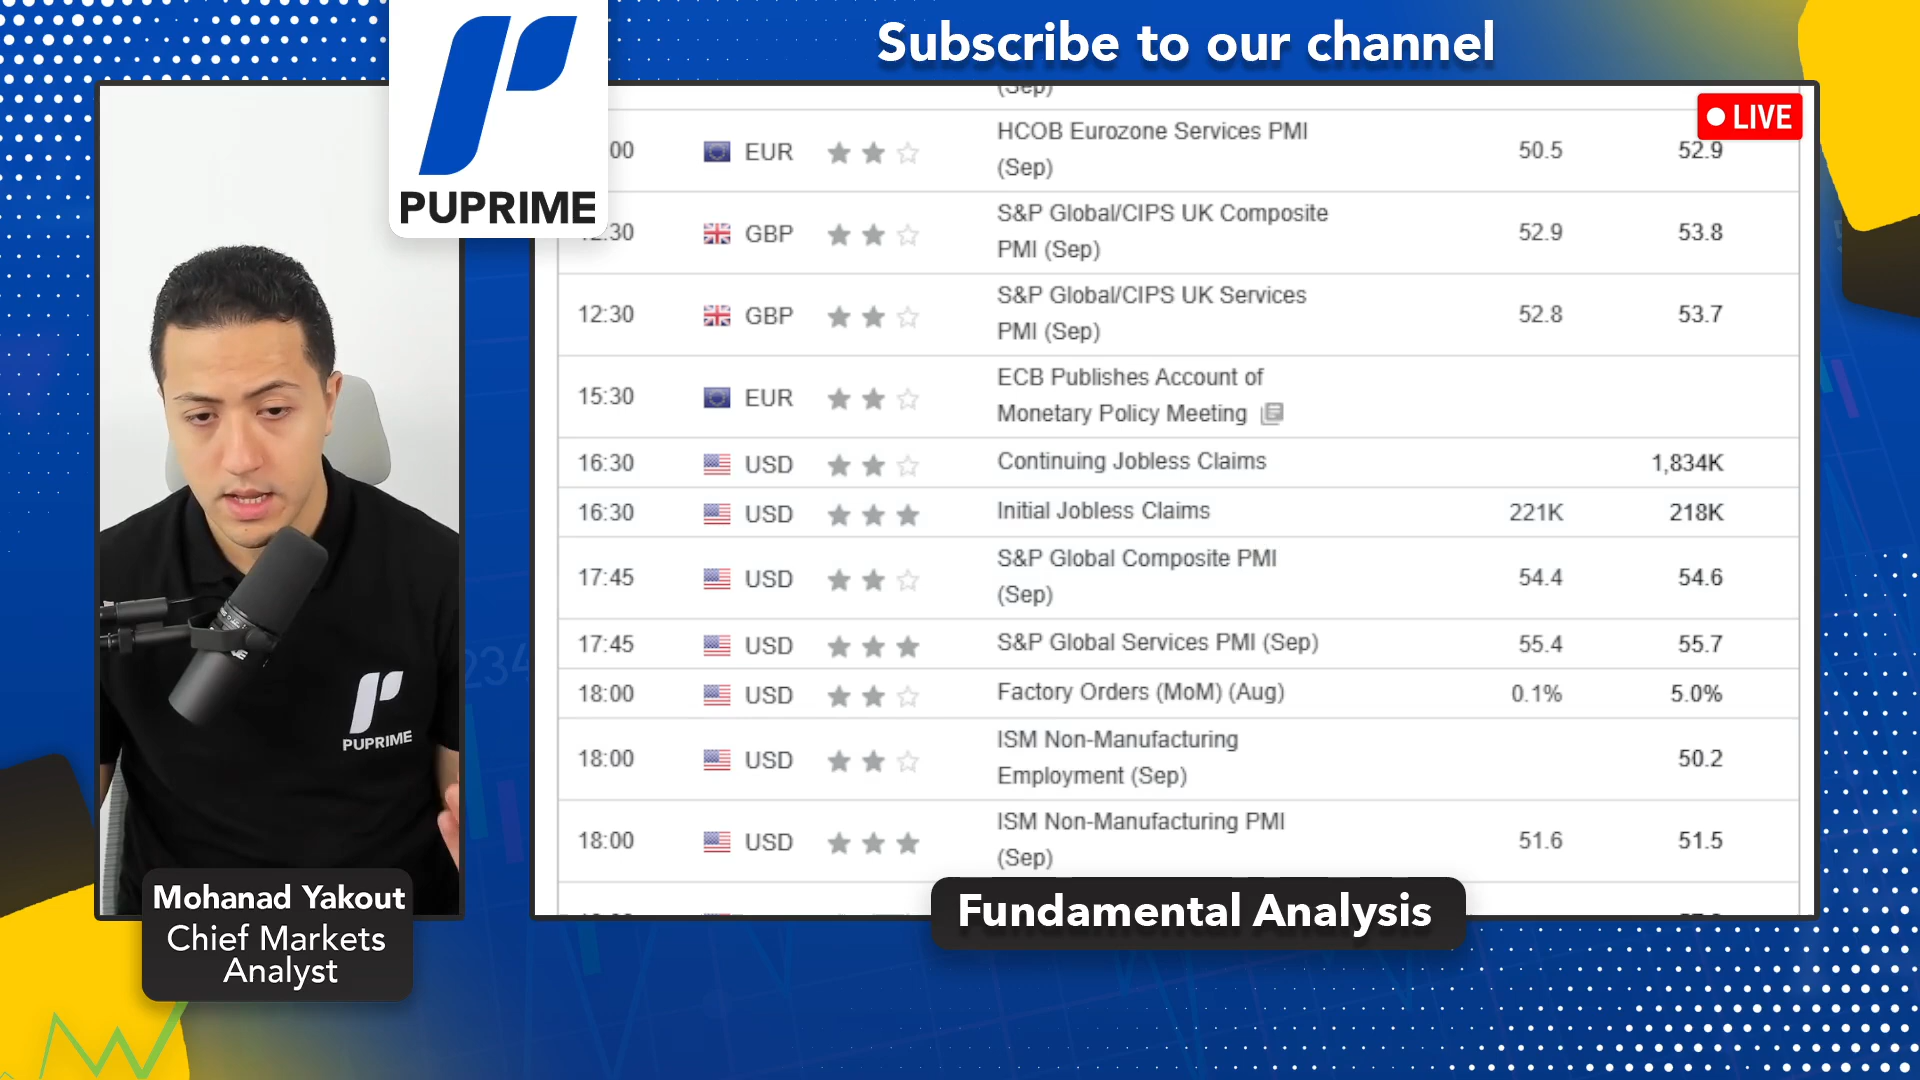 Subscribe to our channel
PUPRIME
LIVE
(Sep)
00 EUR HCOB Eurozone Services PMI 50.5 52.9
(Sep)
12:30 GBP S&P Global/CIPS UK Composite 52.9 53.8
PMI (Sep)
12:30 GBP S&P Global/CIPS UK Services 52.8 53.7
PMI (Sep)
15:30 EUR ECB Publishes Account of
Monetary Policy Meeting
16:30 USD Continuing Jobless Claims 1,834K
16:30 USD Initial Jobless Claims 221K 218K
17:45 USD S&P Global Composite PMI 54.4 54.6
(Sep)
17:45 USD S&P Global Services PMI (Sep) 55.4 55.7
18:00 USD Factory Orders (MoM) (Aug) 0.1% 5.0%
18:00 USD ISM Non-Manufacturing 50.2
Employment (Sep)
18:00 USD ISM Non-Manufacturing PMI 51.6 51.5
(Sep)
PUPRIME
234
Mohanad Yakout
Chief Markets
Analyst
Fundamental Analysis